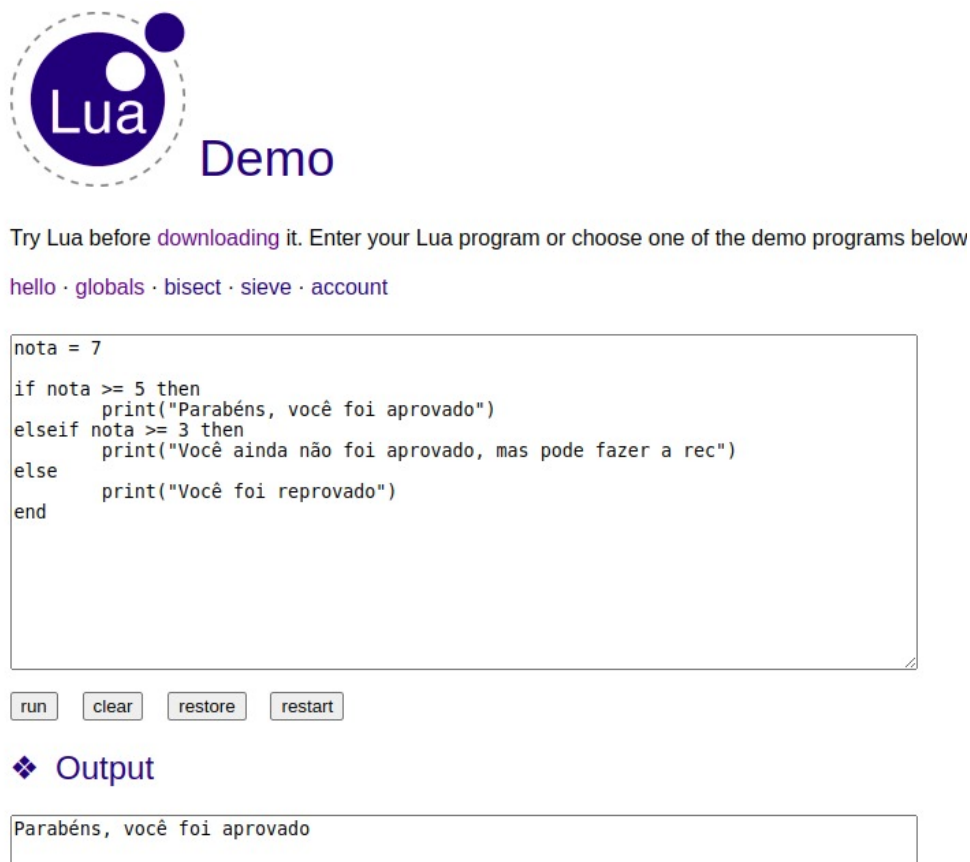 Lua
Demo
Try Lua before downloading it. Enter your Lua program or choose one of the demo programs below
hello · globals · bisect · sieve · account
nota = 7
if nota >= 5 then
        print("Parabéns, você foi aprovado")
elseif nota >= 3 then
        print("Você ainda não foi aprovado, mas pode fazer a rec")
else
        print("Você foi reprovado")
end
run clear restore restart
❖ Output
Parabéns, você foi aprovado